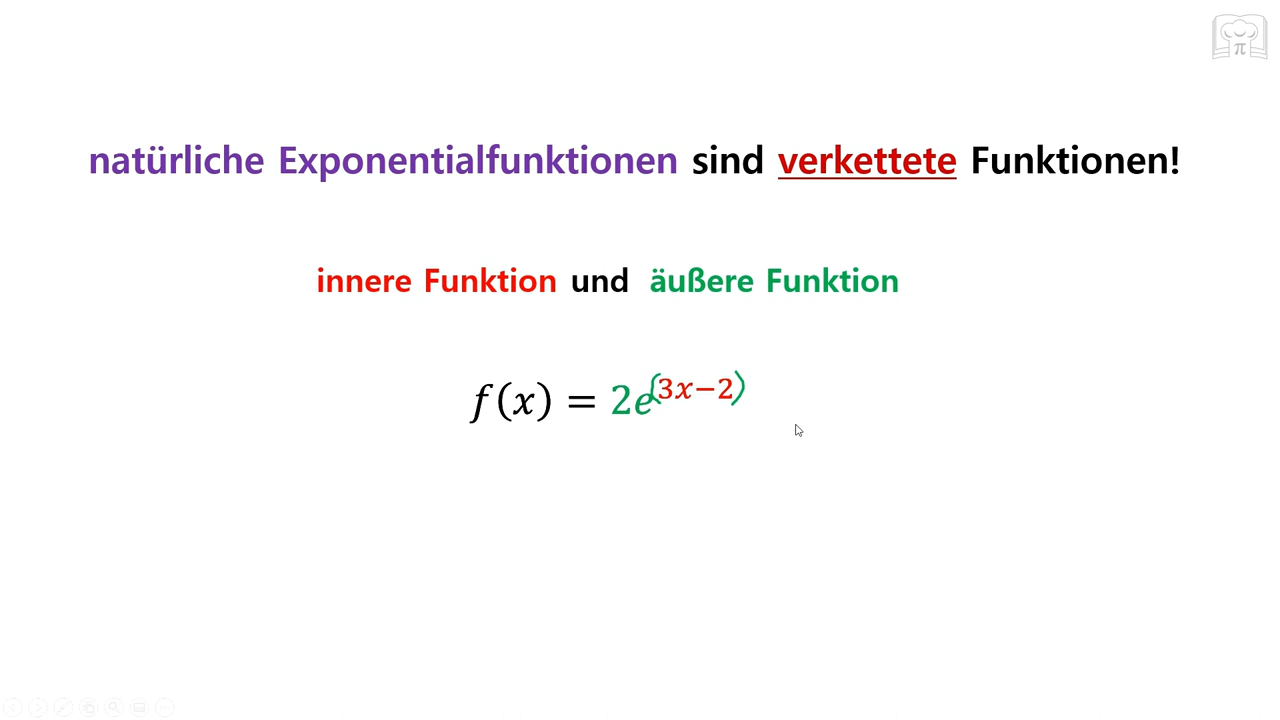 natürliche Exponentialfunktionen sind verkettete Funktionen!
innere Funktion und äußere Funktion
f(x) = 2e^(3x−2)
π